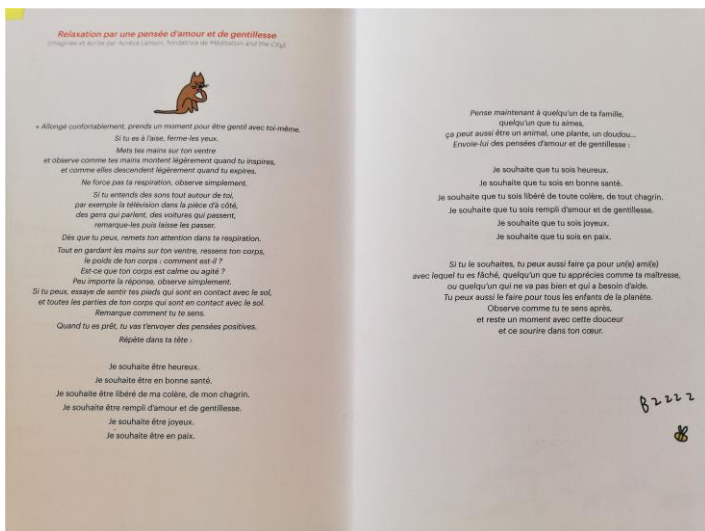 Relaxation par une pensée d'amour et de gentillesse
(imaginée et écrite par Aurélia Lamson, fondatrice de Meditation and the City)
« Allongé confortablement, prends un moment pour être gentil avec toi-même.
Si tu es à l'aise, ferme-les yeux.
Mets tes mains sur ton ventre
et observe comme tes mains montent légèrement quand tu inspires,
et comme elles descendent légèrement quand tu expires.
Ne force pas ta respiration, observe simplement.
Si tu entends des sons tout autour de toi,
par exemple la télévision dans la pièce d'à côté,
des gens qui parlent, des voitures qui passent,
remarque-les puis laisse les passer.
Dès que tu peux, remets ton attention dans ta respiration.
Tout en gardant les mains sur ton ventre, ressens ton corps,
le poids de ton corps : comment est-il ?
Est-ce que ton corps est calme ou agité ?
Peu importe la réponse, observe simplement.
Si tu peux, essaye de sentir tes pieds qui sont en contact avec le sol,
et toutes les parties de ton corps qui sont en contact avec le sol.
Remarque comment tu te sens.
Quand tu es prêt, tu vas t'envoyer des pensées positives.
Répète dans ta tête :
Je souhaite être heureux.
Je souhaite être en bonne santé.
Je souhaite être libéré de ma colère, de mon chagrin.
Je souhaite être rempli d'amour et de gentillesse.
Je souhaite être joyeux.
Je souhaite être en paix.
Pense maintenant à quelqu'un de ta famille,
quelqu'un que tu aimes,
ça peut aussi être un animal, une plante, un doudou...
Envoie-lui des pensées d'amour et de gentillesse :
Je souhaite que tu sois heureux.
Je souhaite que tu sois en bonne santé.
Je souhaite que tu sois libéré de toute colère, de tout chagrin.
Je souhaite que tu sois rempli d'amour et de gentillesse.
Je souhaite que tu sois joyeux.
Je souhaite que tu sois en paix.
Si tu le souhaites, tu peux aussi faire ça pour un(e) ami(e)
avec lequel tu es fâché, quelqu'un que tu apprécies comme ta maîtresse,
ou quelqu'un qui ne va pas bien et qui a besoin d'aide.
Tu peux aussi le faire pour tous les enfants de la planète.
Observe comme tu te sens après,
et reste un moment avec cette douceur
et ce sourire dans ton cœur.
Bzzzz